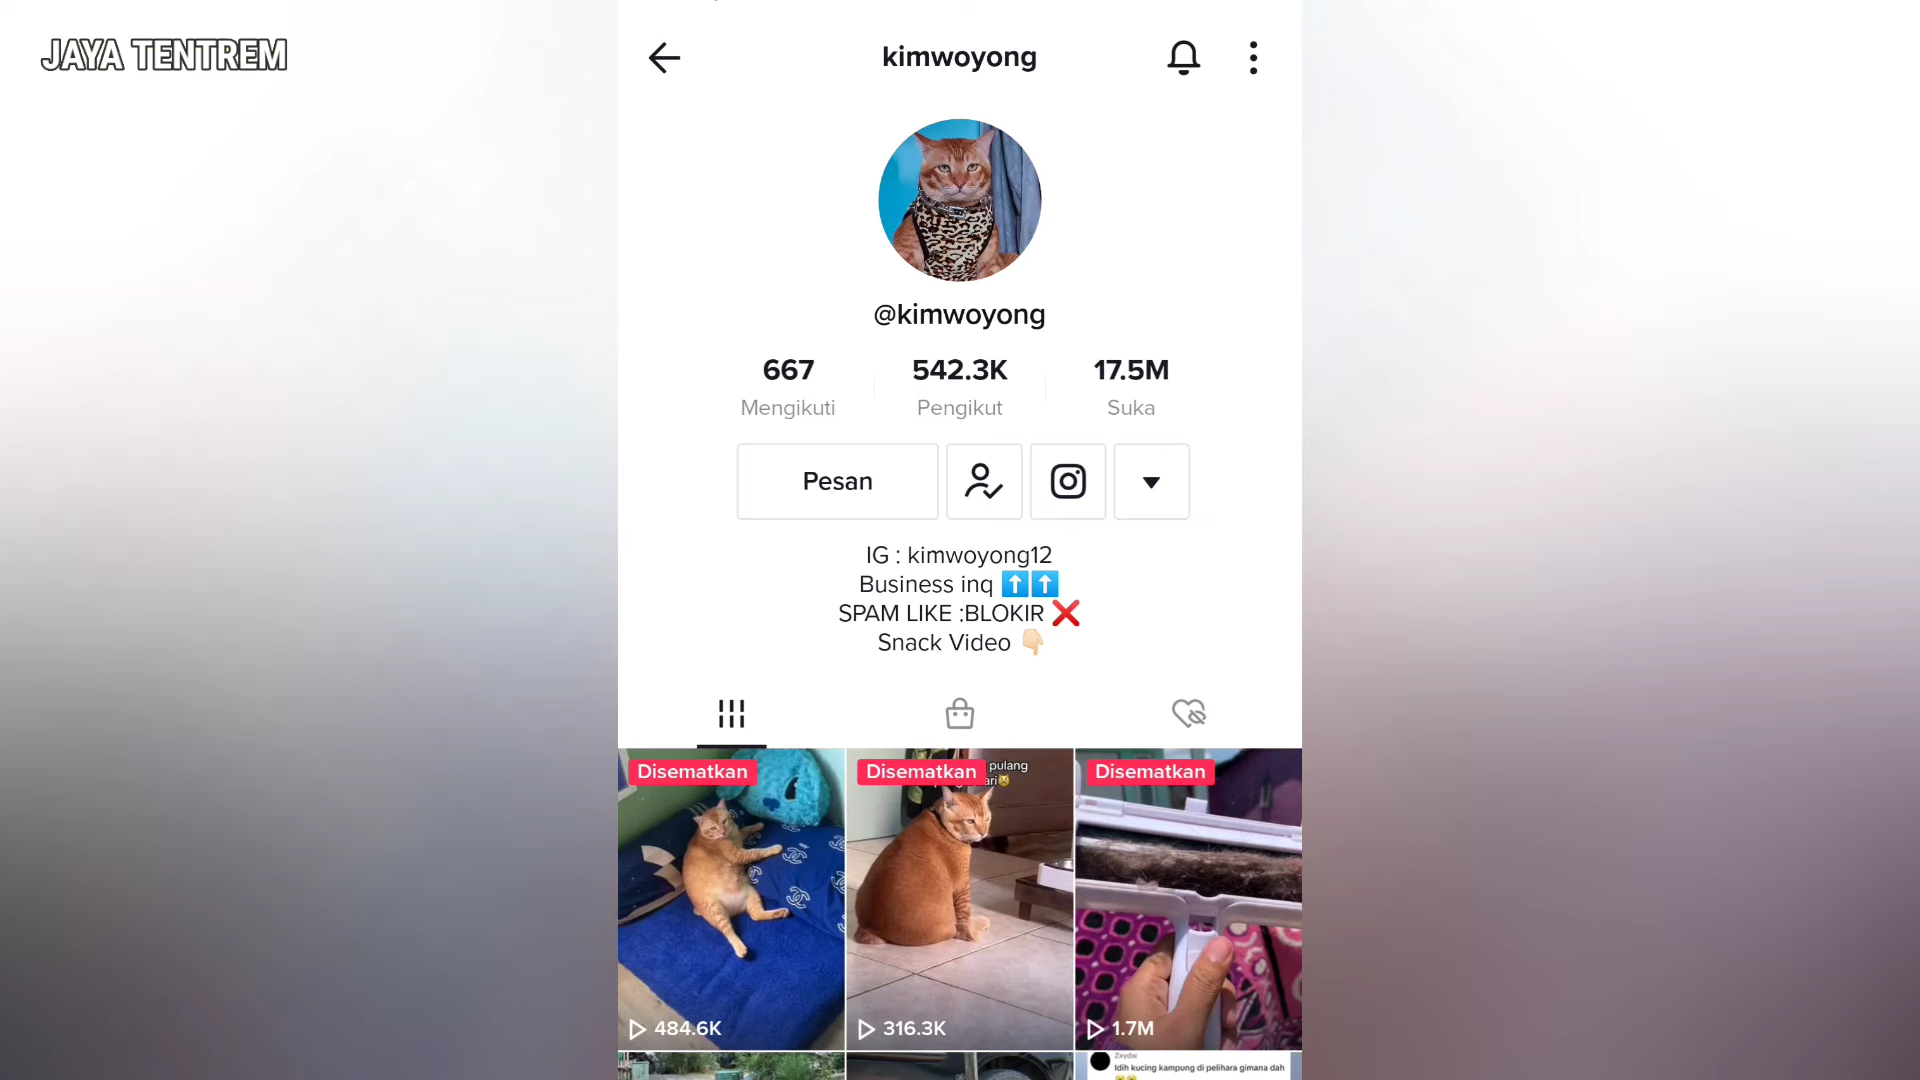 JAYA TENTREM
kimwoyong
@kimwoyong
667
Mengikuti
542.3K
Pengikut
17.5M
Suka
Pesan
IG : kimwoyong12
Business inq ⬆️⬆️
SPAM LIKE :BLOKIR ❌
Snack Video 👇🏻
Disematkan
484.6K
Disematkan
pulang
316.3K
Disematkan
1.7M
Zxydw
Idih kucing kampung di pelihara gimana dah